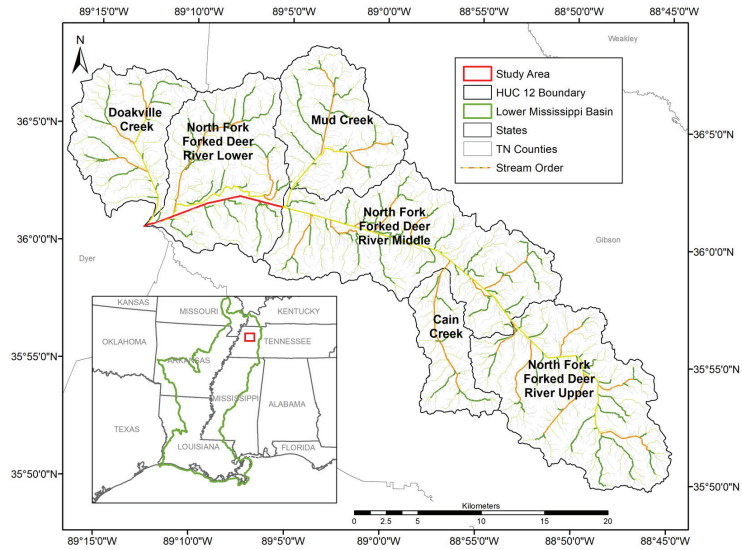 89°15'0"W 89°10'0"W 89°5'0"W 89°0'0"W 88°55'0"W 88°50'0"W 88°45'0"W
N
Weakley
Study Area
HUC 12 Boundary
Lower Mississippi Basin
States
TN Counties
Stream Order
36°5'0"N
36°5'0"N
Doakville
Creek
North Fork
Forked Deer
River Lower
Mud Creek
North Fork
Forked Deer
River Middle
36°0'0"N
36°0'0"N
Gibson
Dyer
KANSAS
MISSOURI
KENTUCKY
OKLAHOMA
TENNESSEE
ARKANSAS
MISSISSIPPI
ALABAMA
TEXAS
LOUISIANA
FLORIDA
Cain
Creek
35°55'0"N
35°55'0"N
North Fork
Forked Deer
River Upper
35°50'0"N
35°50'0"N
Kilometers
0 2.5 5 10 15 20
89°15'0"W 89°10'0"W 89°5'0"W 89°0'0"W 88°55'0"W 88°50'0"W 88°45'0"W